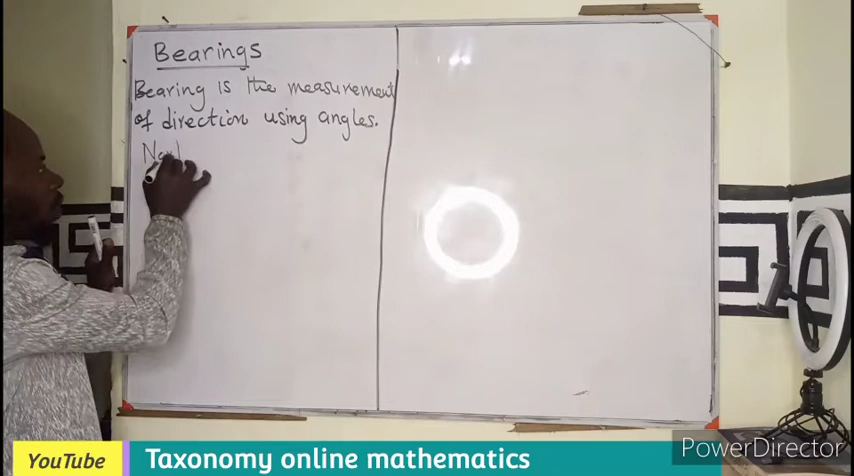 Bearings
Bearing is the measurement
of direction using angles.
YouTube
Taxonomy online mathematics
PowerDirector